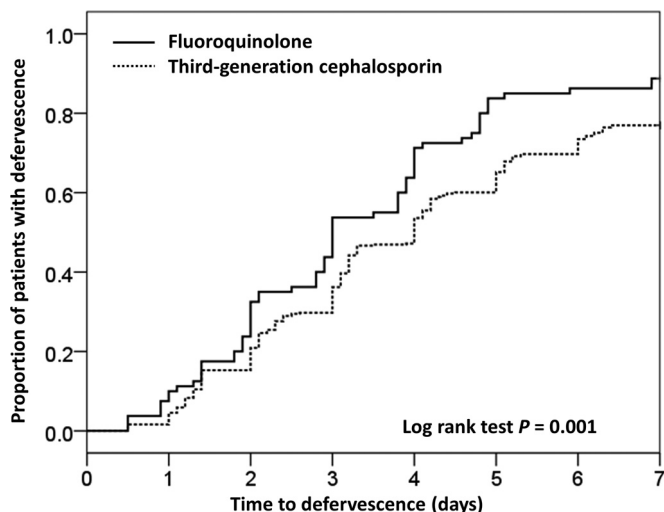 Fluoroquinolone
Third-generation cephalosporin
Proportion of patients with defervescence
1.0
0.8
0.6
0.4
0.2
0.0
Log rank test P = 0.001
0 1 2 3 4 5 6 7
Time to defervescence (days)